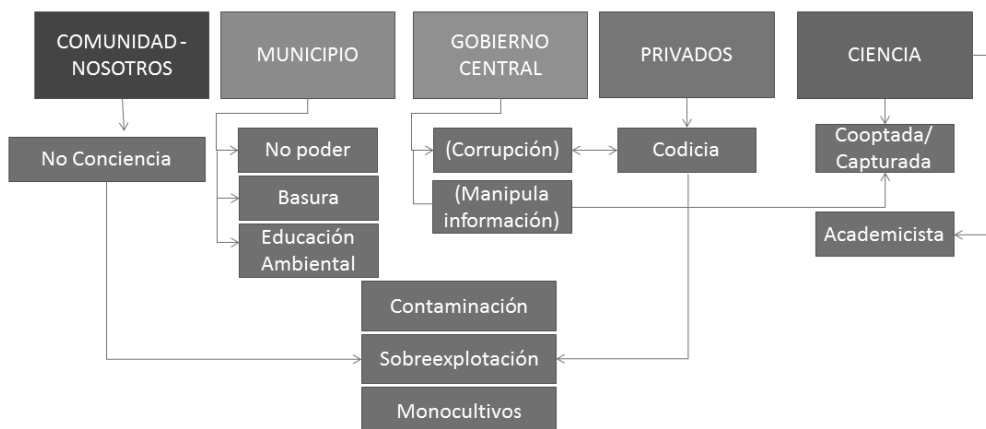 COMUNIDAD -
NOSOTROS
MUNICIPIO
GOBIERNO
CENTRAL
PRIVADOS
CIENCIA
No Conciencia
No poder
Basura
Educación
Ambiental
(Corrupción)
(Manipula
información)
Codicia
Cooptada/
Capturada
Academicista
Contaminación
Sobreexplotación
Monocultivos